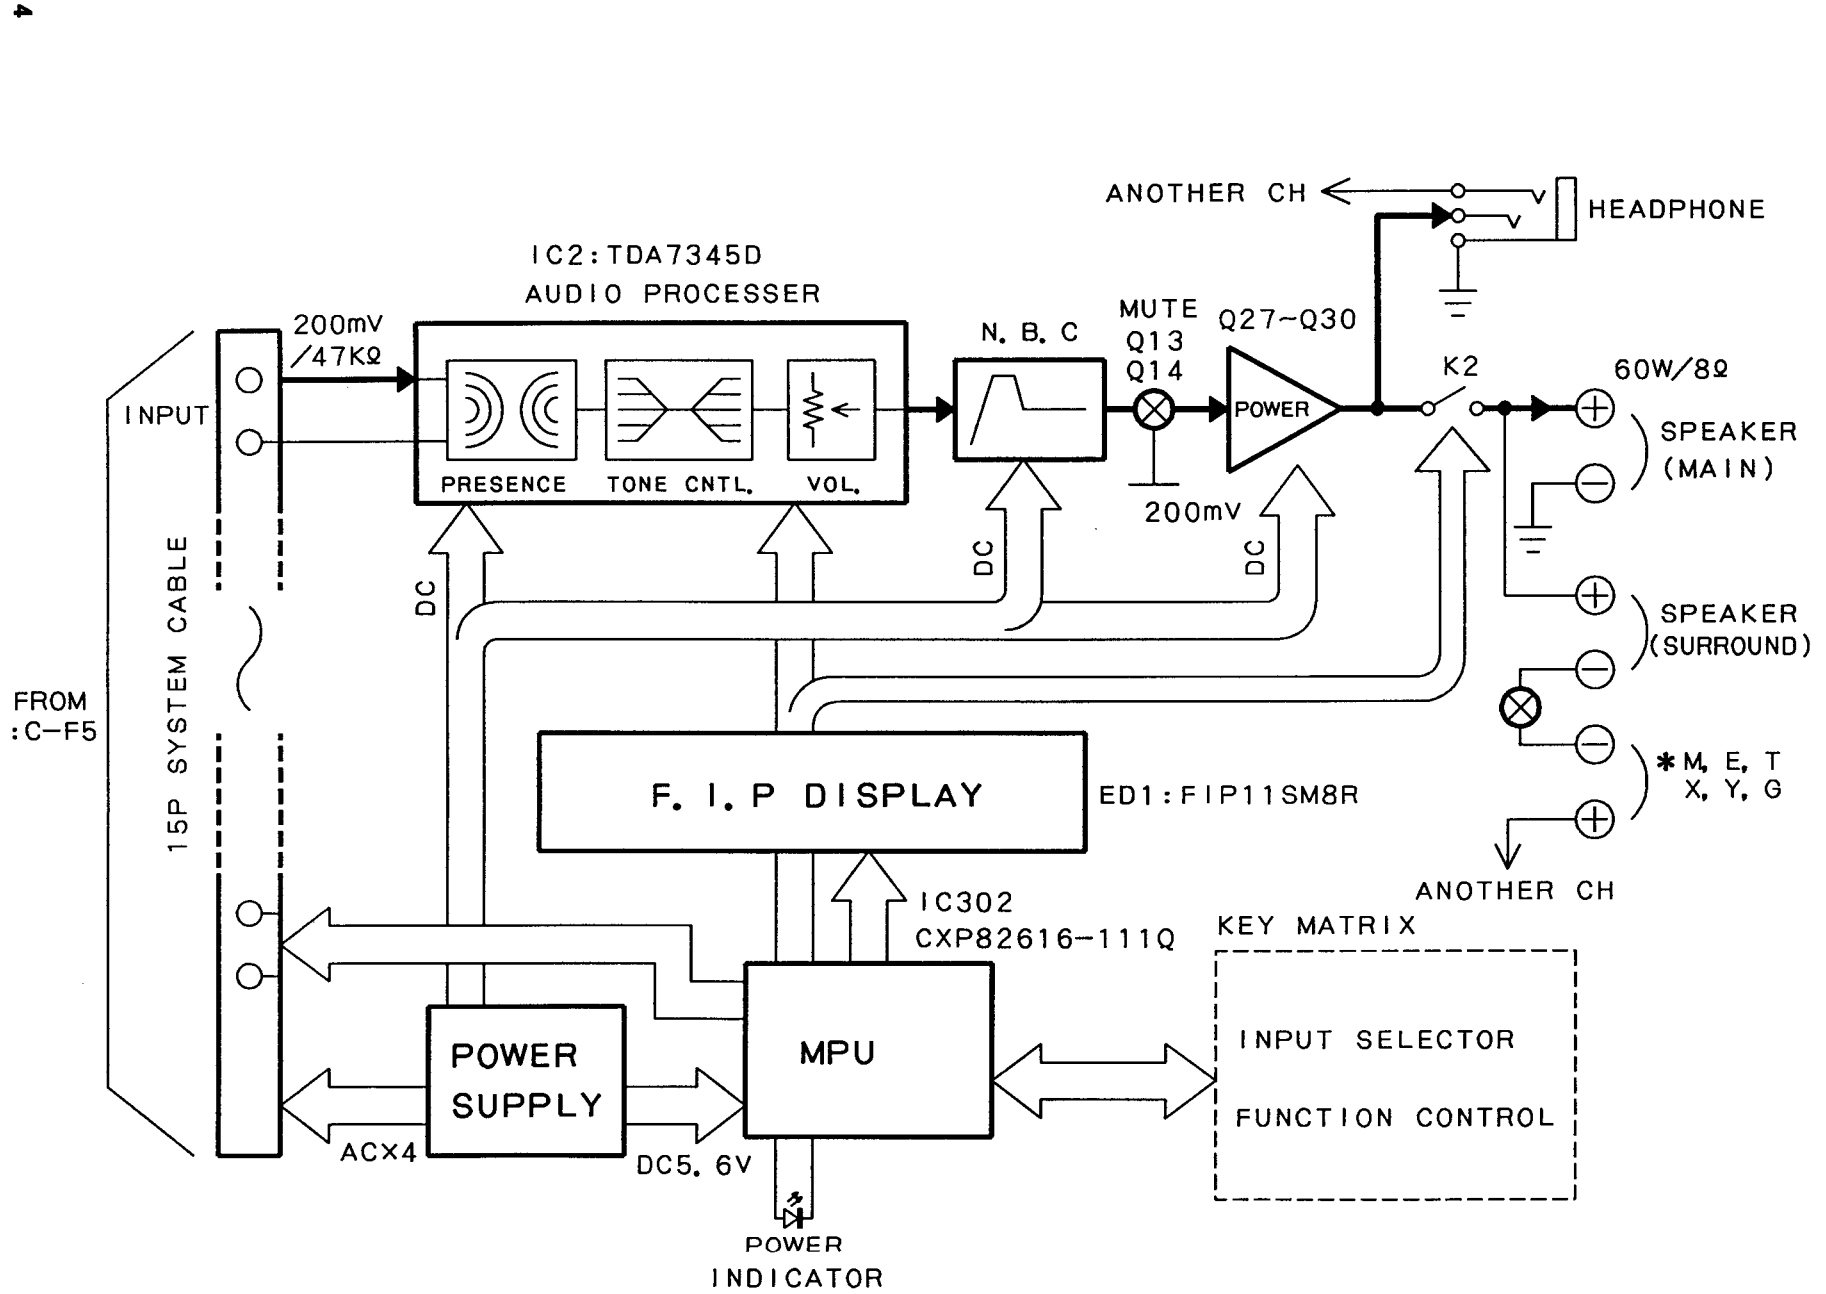 4
ANOTHER CH
HEADPHONE
IC2:TDA7345D
AUDIO PROCESSER
200mV
/47KΩ
INPUT
PRESENCE
TONE CNTL.
VOL.
N. B. C
MUTE
Q13
Q14
200mV
Q27~Q30
POWER
K2
60W/8Ω
SPEAKER
(MAIN)
SPEAKER
(SURROUND)
*M, E, T
X, Y, G
ANOTHER CH
DC
DC
DC
FROM
:C-F5
15P SYSTEM CABLE
F. I. P DISPLAY
ED1:FIP11SM8R
IC302
CXP82616-111Q
KEY MATRIX
INPUT SELECTOR
FUNCTION CONTROL
MPU
POWER
SUPPLY
ACX4
DC5. 6V
POWER
INDICATOR